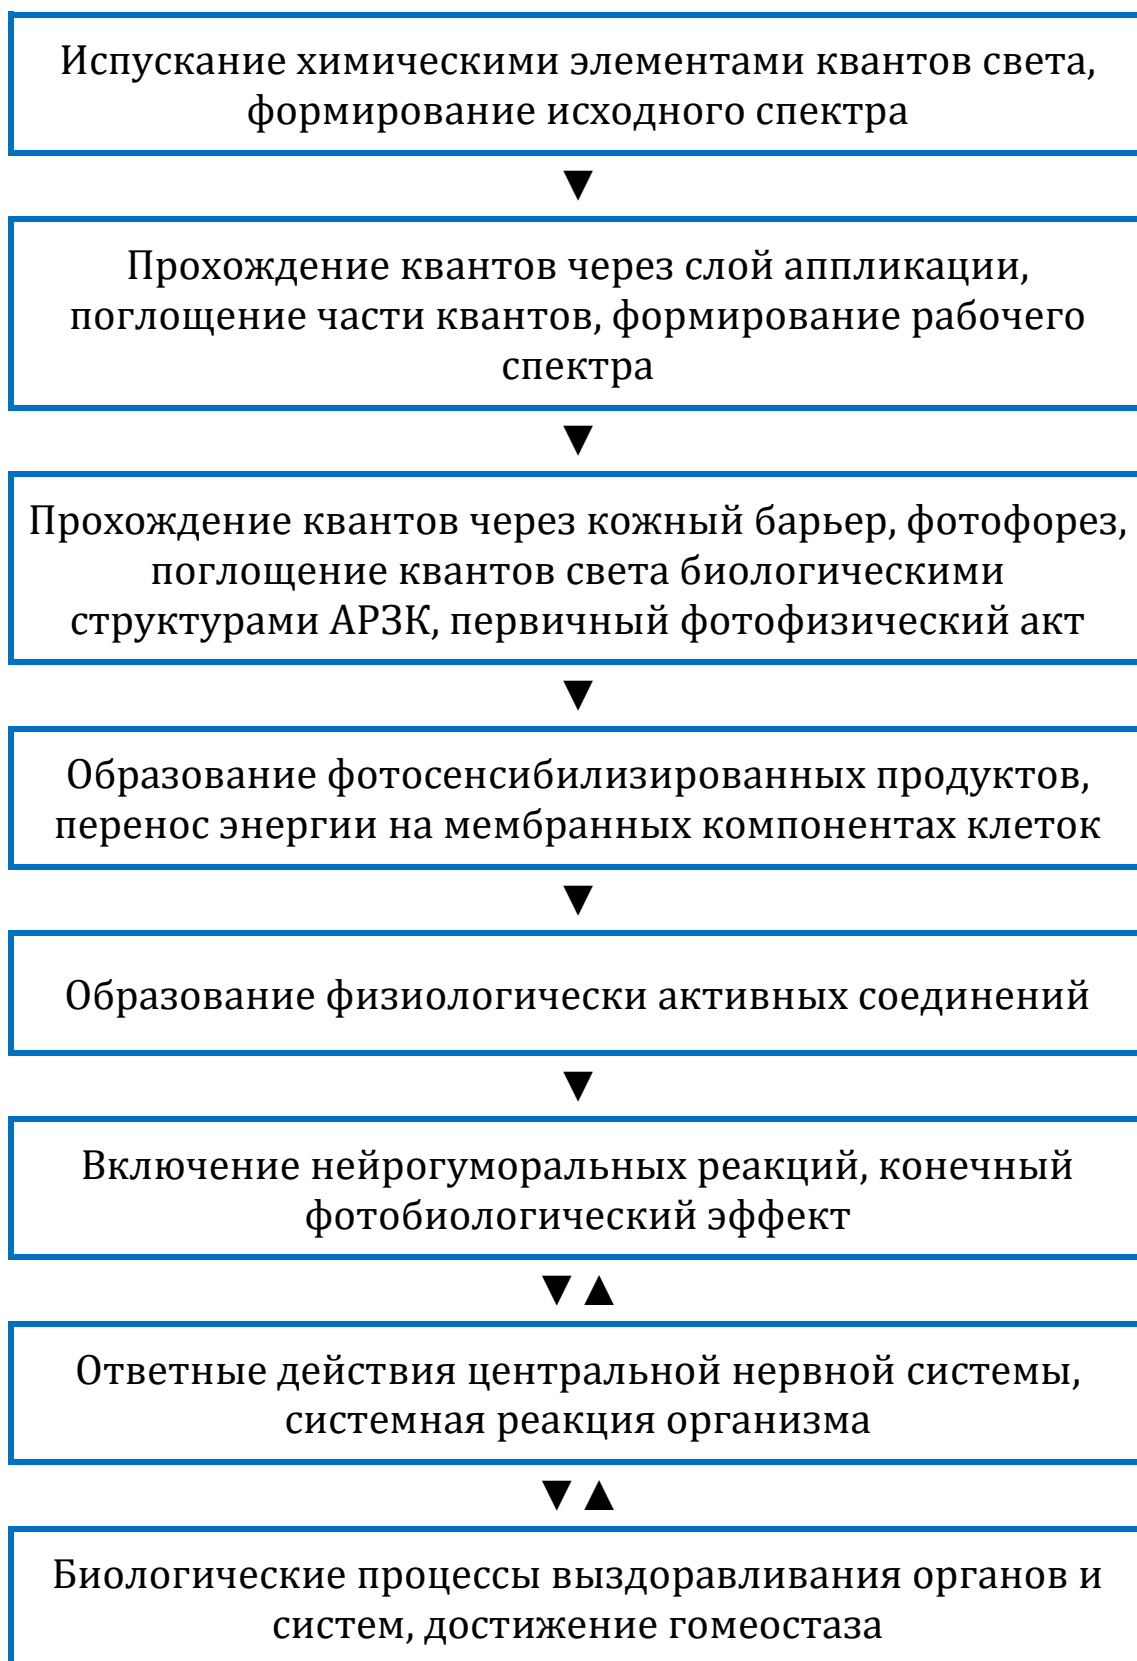 Испускание химическими элементами квантов света,
формирование исходного спектра
▼
Прохождение квантов через слой аппликации,
поглощение части квантов, формирование рабочего
спектра
▼
Прохождение квантов через кожный барьер, фотофорез,
поглощение квантов света биологическими
структурами АРЗК, первичный фотофизический акт
▼
Образование фотосенсибилизированных продуктов,
перенос энергии на мембранных компонентах клеток
▼
Образование физиологически активных соединений
▼
Включение нейрогуморальных реакций, конечный
фотобиологический эффект
▼▲
Ответные действия центральной нервной системы,
системная реакция организма
▼▲
Биологические процессы выздоравливания органов и
систем, достижение гомеостаза